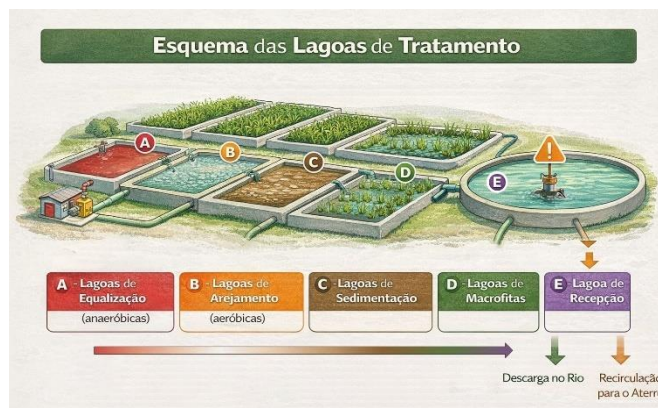 Esquema das Lagoas de Tratamento
A
B
C
D
E
A - Lagoas de
Equalização
(anaeróbicas)
B - Lagoas de
Arejamento
(aeróbicas)
C - Lagoas de
Sedimentação
D - Lagoas de
Macrofitas
E Lagoa de
Recepção
Descarga no Rio
Recirculação
para o Aterro